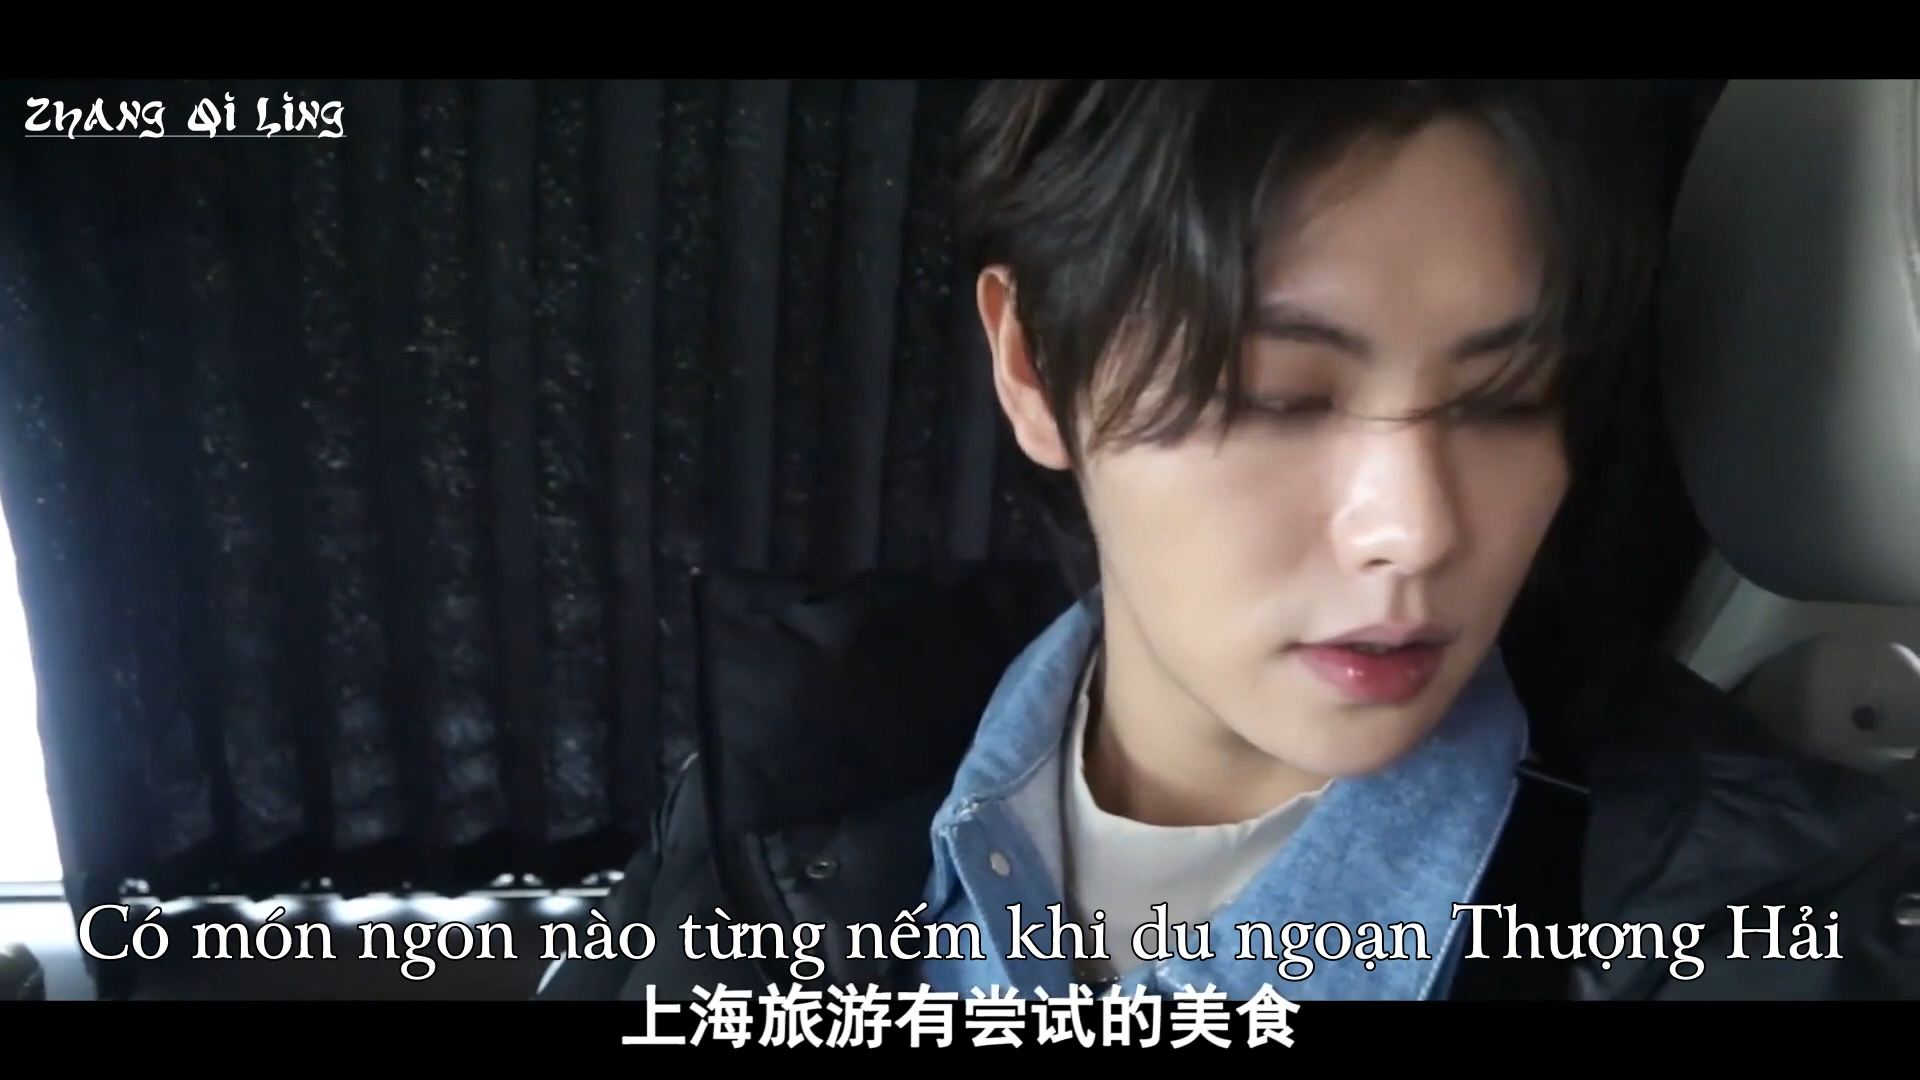 ZHANG QI LING
Có món ngon nào từng nếm khi du ngoạn Thượng Hải
上海旅游有尝试的美食